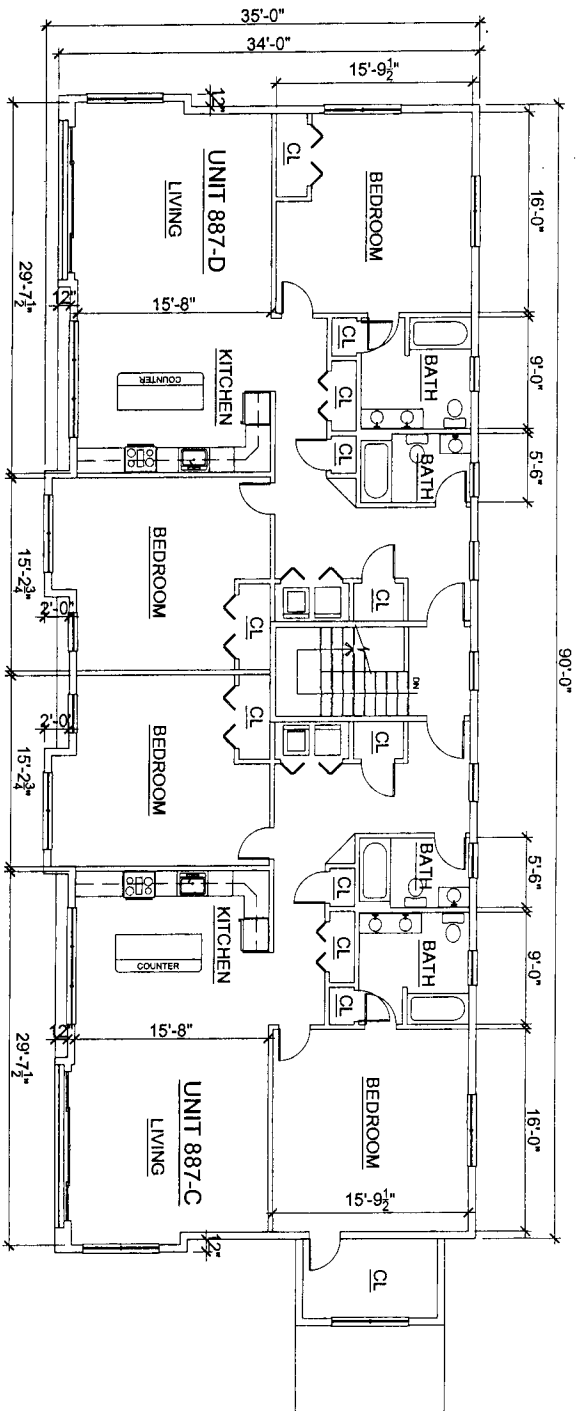 35'-0"
34'-0"
15'-9½"
12"
90'-0"
16'-0"
CL
BEDROOM
UNIT 887-D
LIVING
29'-7½"
12"
15'-8"
KITCHEN
COUNTER
CL
CL
BATH
9'-0"
CL
BATH
5'-6"
BEDROOM
15'-2¾"
2'-0"
CL
CL
DN
BEDROOM
15'-2¾"
2'-0"
CL
CL
5'-6"
BATH
CL
KITCHEN
COUNTER
CL
CL
BATH
9'-0"
12"
15'-8"
29'-7½"
UNIT 887-C
LIVING
BEDROOM
16'-0"
15'-9½"
12"
CL